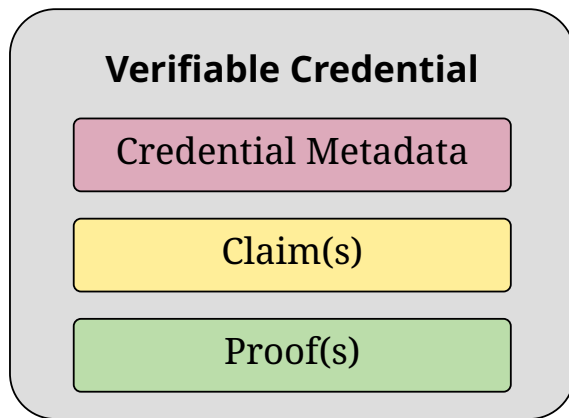 Verifiable Credential
Credential Metadata
Claim(s)
Proof(s)